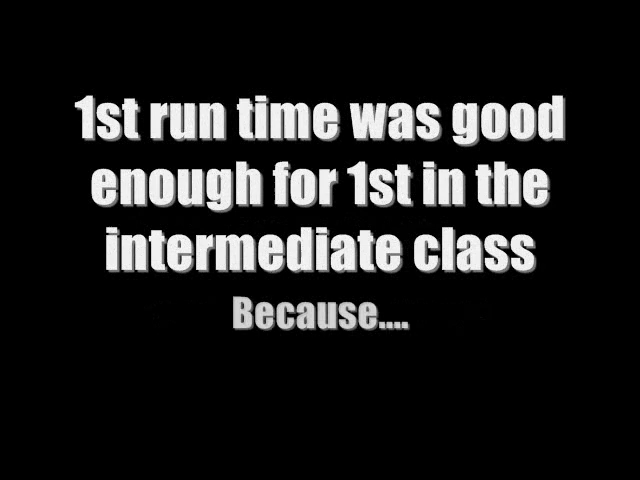 1st run time was good
enough for 1st in the
intermediate class
Because....